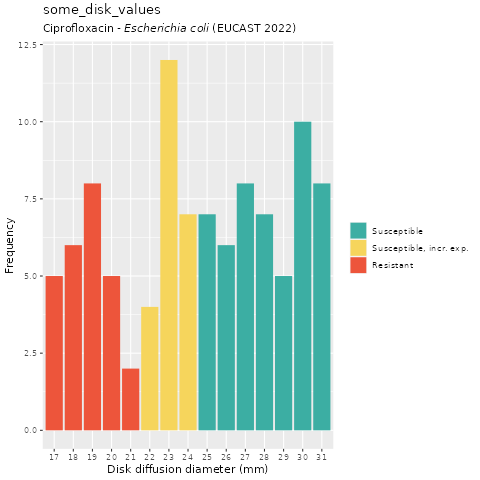 some_disk_values
Ciprofloxacin - Escherichia coli (EUCAST 2022)
12.5
10.0
7.5
5.0
2.5
0.0
Frequency
17 18 19 20 21 22 23 24 25 26 27 28 29 30 31
Disk diffusion diameter (mm)
Susceptible
Susceptible, incr. exp.
Resistant